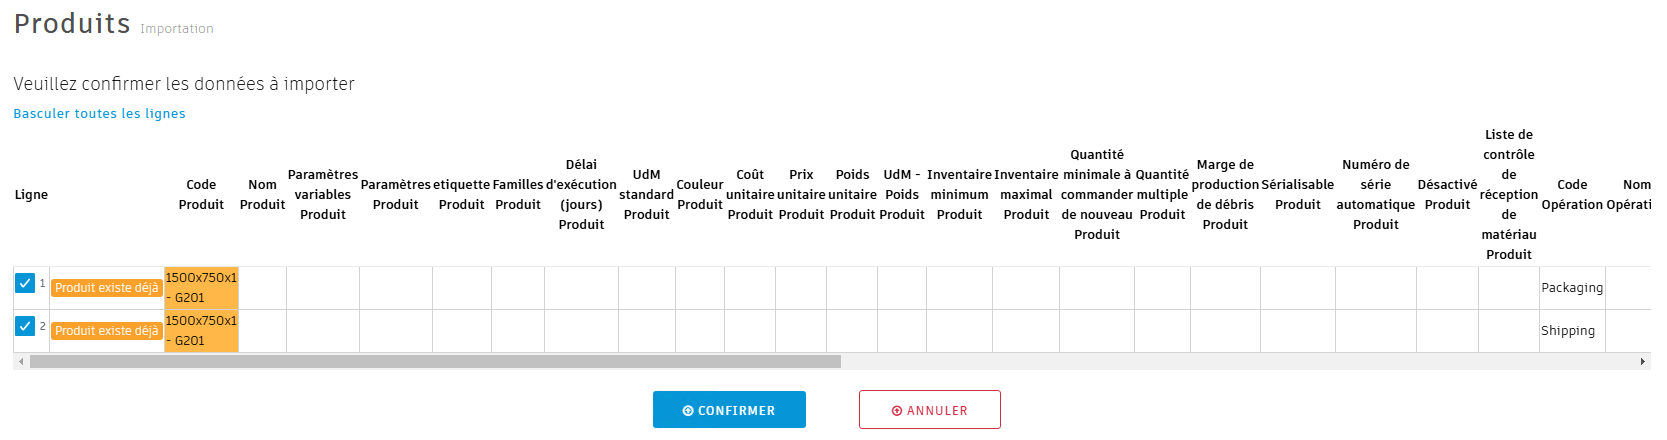 Produits Importation
Veuillez confirmer les données à importer
Basculer toutes les lignes
Ligne
Code Produit
Nom Produit
Paramètres variables Produit
Paramètres Produit
etiquette Produit
Familles Produit
Délai d'exécution (jours) Produit
UdM standard Produit
Couleur Produit
Coût unitaire Produit
Prix unitaire Produit
Poids unitaire Produit
UdM - Poids Produit
Inventaire minimum Produit
Inventaire maximal Produit
Quantité minimale à commander de nouveau Produit
Quantité multiple Produit
Marge de production de débris Produit
Sérialisable Produit
Numéro de série automatique Produit
Désactivé Produit
Liste de contrôle de réception de matériau Produit
Code Opération
Nom Opérati
1 Produit existe déjà 1500x750x1 - G201 Packaging
2 Produit existe déjà 1500x750x1 - G201 Shipping
CONFIRMER
ANNULER